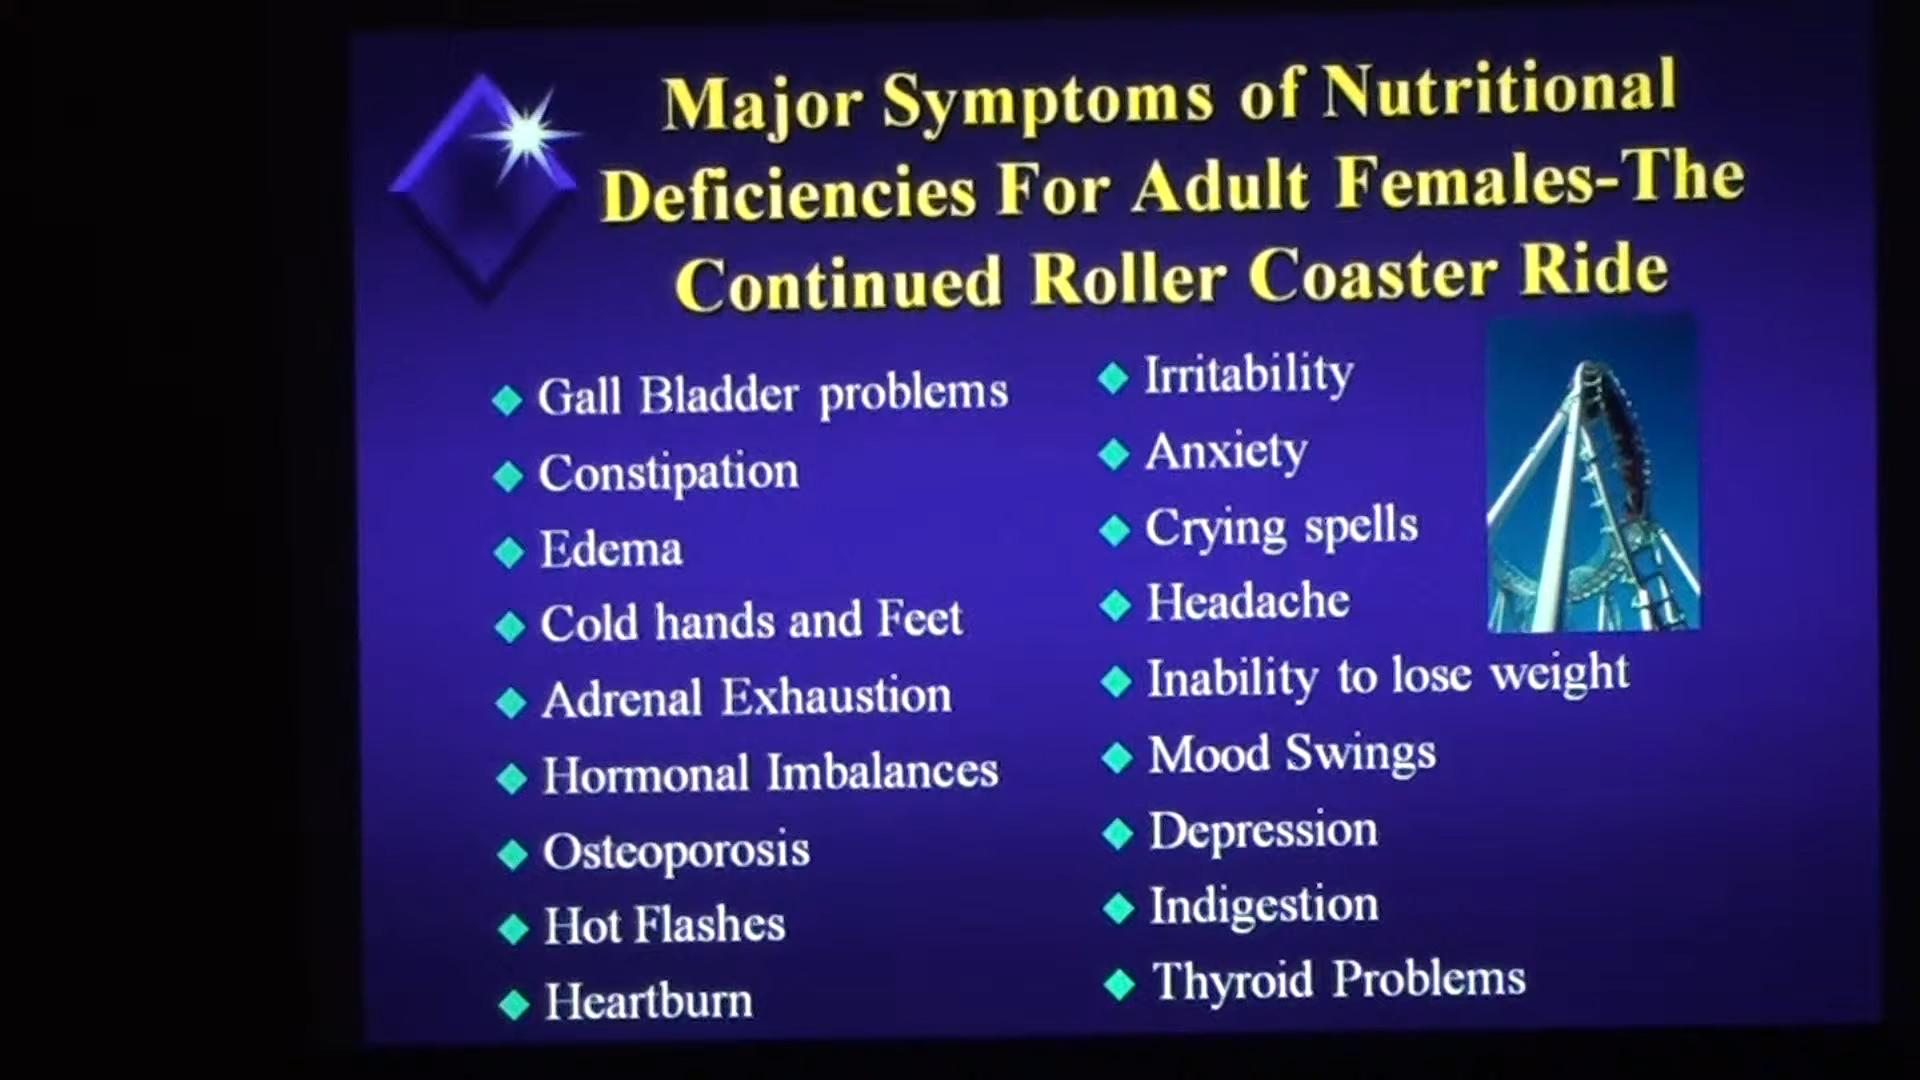 Major Symptoms of Nutritional
Deficiencies For Adult Females-The
Continued Roller Coaster Ride
Gall Bladder problems
Constipation
Edema
Cold hands and Feet
Adrenal Exhaustion
Hormonal Imbalances
Osteoporosis
Hot Flashes
Heartburn
Irritability
Anxiety
Crying spells
Headache
Inability to lose weight
Mood Swings
Depression
Indigestion
Thyroid Problems